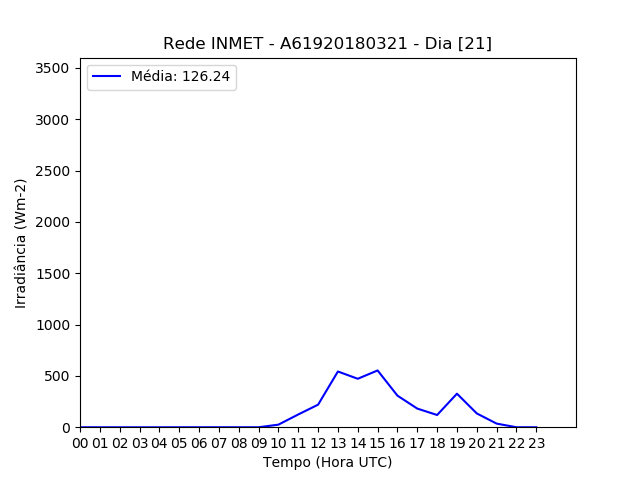 Rede INMET - A61920180321 - Dia [21]
Média: 126.24
3500
3000
2500
2000
1500
1000
500
0
Irradiância (Wm-2)
00 01 02 03 04 05 06 07 08 09 10 11 12 13 14 15 16 17 18 19 20 21 22 23
Tempo (Hora UTC)